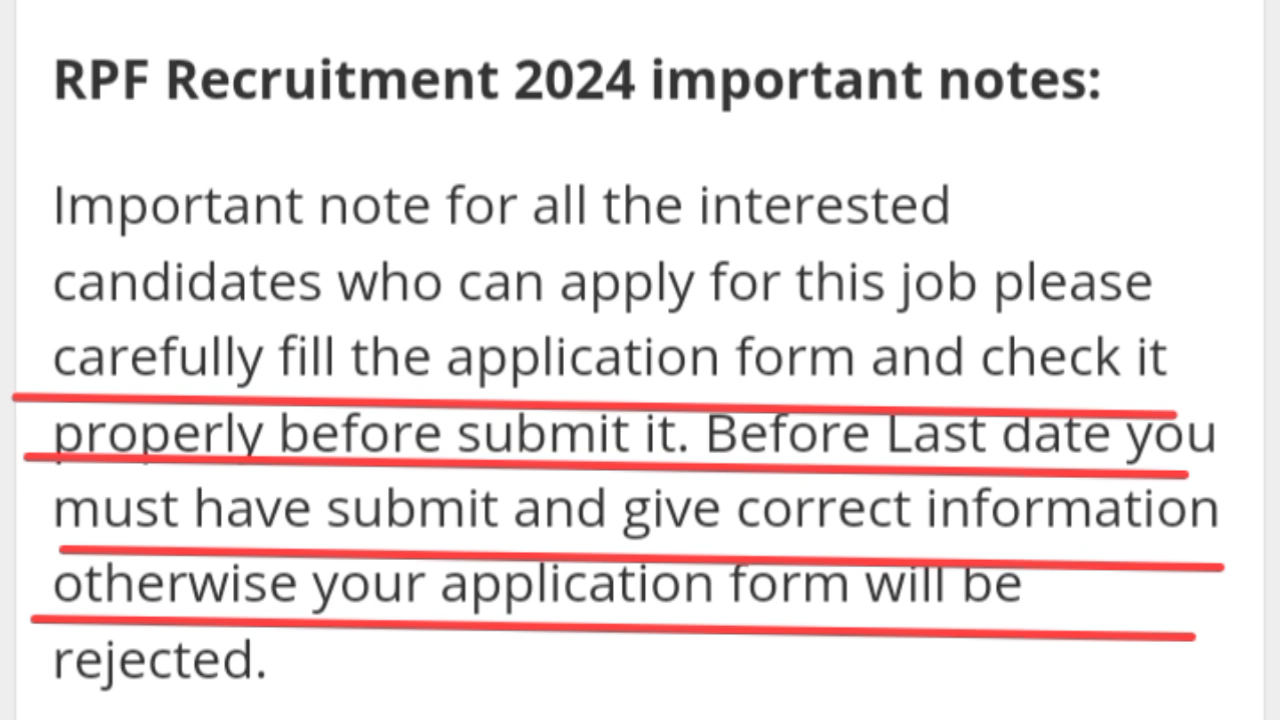 RPF Recruitment 2024 important notes:
Important note for all the interested
candidates who can apply for this job please
carefully fill the application form and check it
properly before submit it. Before Last date you
must have submit and give correct information
otherwise your application form will be
rejected.